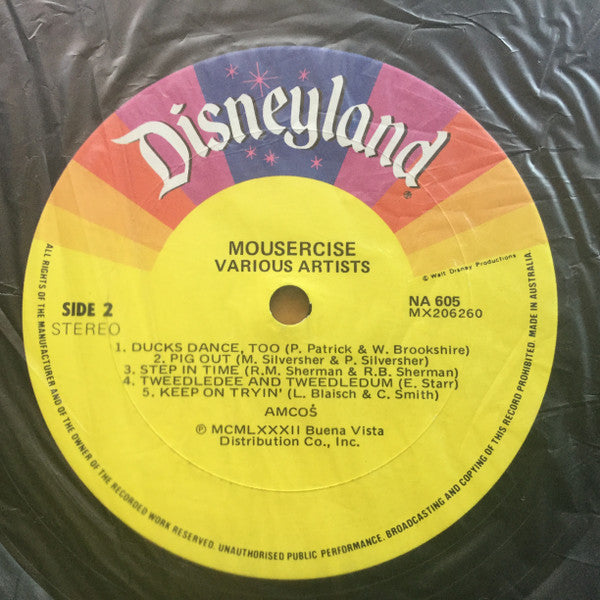 Disneyland
®
MOUSERCISE
VARIOUS ARTISTS
© Walt Disney Productions
SIDE 2
STEREO
NA 605
MX206260
1. DUCKS DANCE, TOO (P. Patrick & W. Brookshire)
2. PIG OUT (M. Silversher & P. Silversher)
3. STEP IN TIME (R.M. Sherman & R.B. Sherman)
4. TWEEDLEDEE AND TWEEDLEDUM (E. Starr)
5. KEEP ON TRYIN' (L. Blaisch & C. Smith)
AMCOS
℗ MCMLXXXII Buena Vista
Distribution Co., Inc.
ALL RIGHTS OF THE MANUFACTURER AND OF THE OWNER OF THE RECORDED WORK RESERVED. UNAUTHORISED PUBLIC PERFORMANCE. BROADCASTING AND COPYING OF THIS RECORD PROHIBITED. MADE IN AUSTRALIA